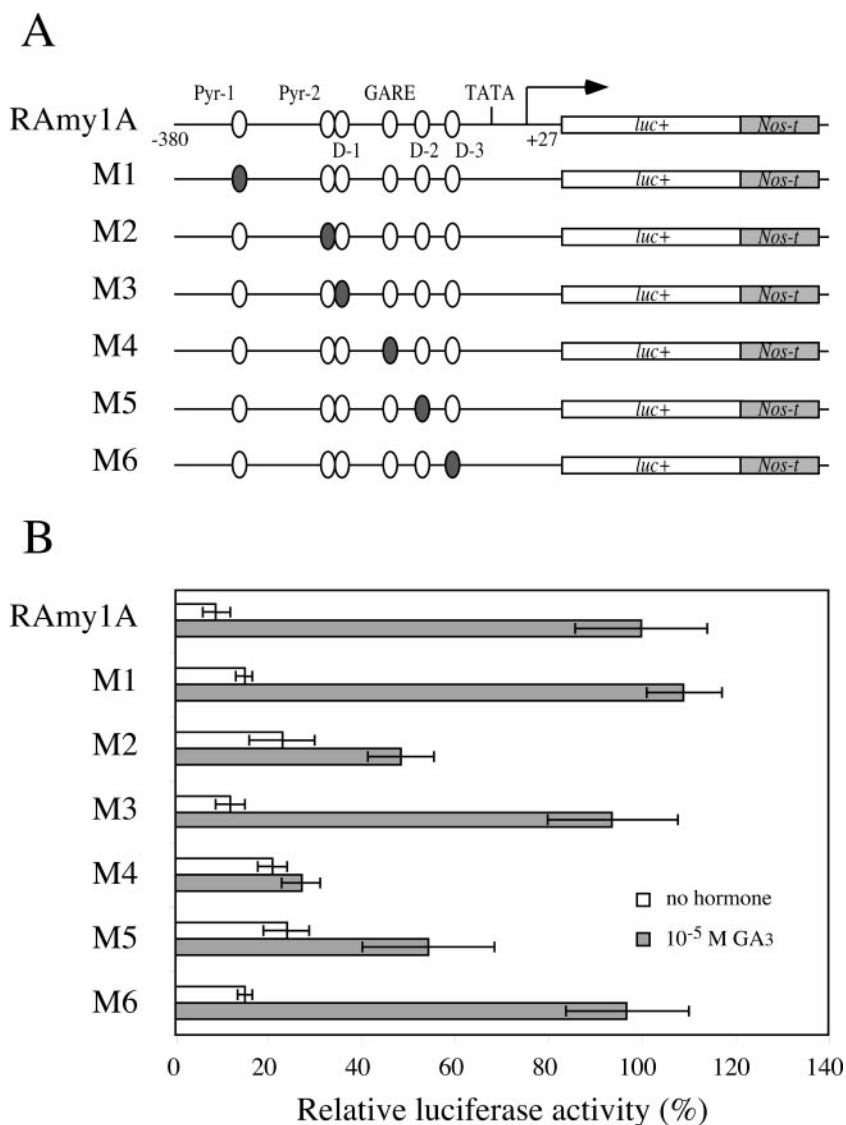 A
Pyr-1 Pyr-2 GARE TATA
RAmy1A luc+ Nos-t
-380 D-1 D-2 D-3 +27
M1 luc+ Nos-t
M2 luc+ Nos-t
M3 luc+ Nos-t
M4 luc+ Nos-t
M5 luc+ Nos-t
M6 luc+ Nos-t
B
RAmy1A
M1
M2
M3
M4
M5
M6
no hormone
10⁻⁵ M GA3
0 20 40 60 80 100 120 140
Relative luciferase activity (%)